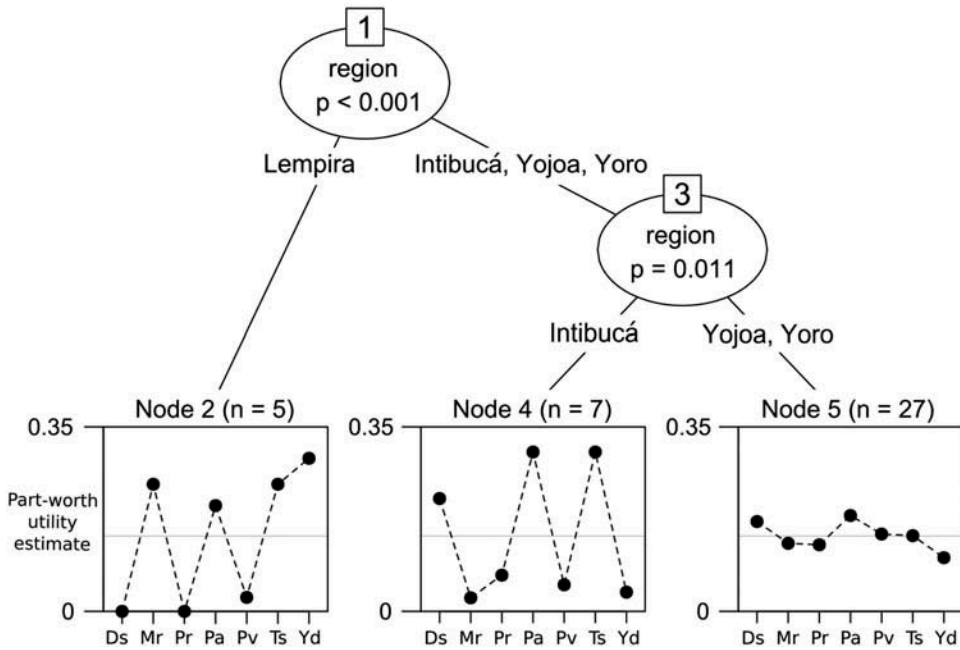 1
region
p < 0.001
Lempira
Intibucá, Yojoa, Yoro
3
region
p = 0.011
Intibucá
Yojoa, Yoro
Node 2 (n = 5)
Node 4 (n = 7)
Node 5 (n = 27)
0.35
0.35
0.35
Part-worth
utility
estimate
0
0
0
Ds Mr Pr Pa Pv Ts Yd
Ds Mr Pr Pa Pv Ts Yd
Ds Mr Pr Pa Pv Ts Yd